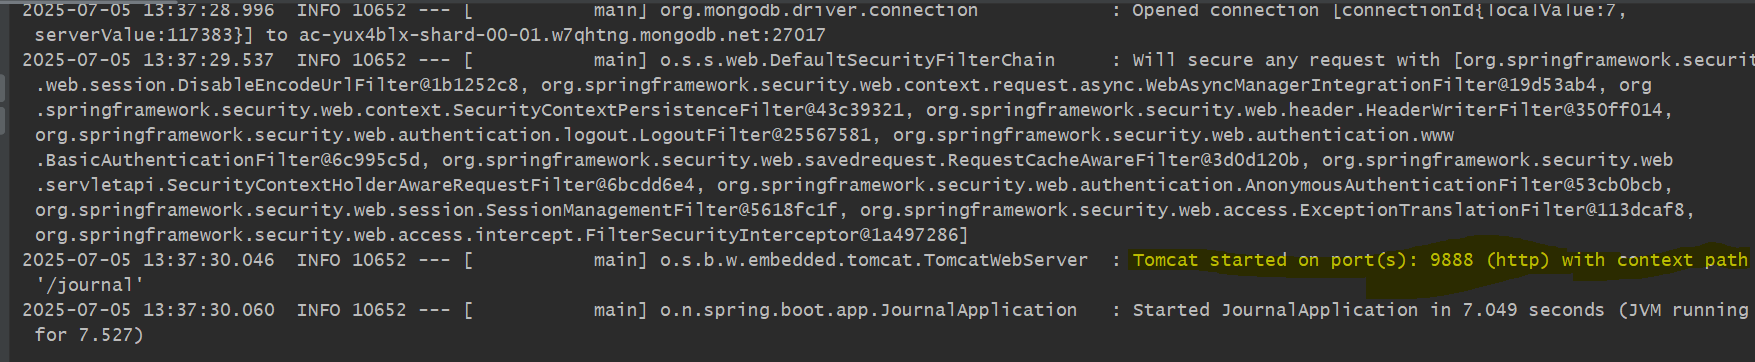 2025-07-05 13:37:28.996  INFO 10652 --- [           main] org.mongodb.driver.connection            : Opened connection [connectionId{localValue:7,
serverValue:117383}] to ac-yux4blx-shard-00-01.w7qhtng.mongodb.net:27017
2025-07-05 13:37:29.537  INFO 10652 --- [           main] o.s.s.web.DefaultSecurityFilterChain     : Will secure any request with [org.springframework.securit
.web.session.DisableEncodeUrlFilter@1b1252c8, org.springframework.security.web.context.request.async.WebAsyncManagerIntegrationFilter@19d53ab4, org
.springframework.security.web.context.SecurityContextPersistenceFilter@43c39321, org.springframework.security.web.header.HeaderWriterFilter@350ff014,
org.springframework.security.web.authentication.logout.LogoutFilter@25567581, org.springframework.security.web.authentication.www
.BasicAuthenticationFilter@6c995c5d, org.springframework.security.web.savedrequest.RequestCacheAwareFilter@3d0d120b, org.springframework.security.web
.servletapi.SecurityContextHolderAwareRequestFilter@6bcdd6e4, org.springframework.security.web.authentication.AnonymousAuthenticationFilter@53cb0bcb,
org.springframework.security.web.session.SessionManagementFilter@5618fc1f, org.springframework.security.web.access.ExceptionTranslationFilter@113dcaf8,
org.springframework.security.web.access.intercept.FilterSecurityInterceptor@1a497286]
2025-07-05 13:37:30.046  INFO 10652 --- [           main] o.s.b.w.embedded.tomcat.TomcatWebServer  : Tomcat started on port(s): 9888 (http) with context path
'/journal'
2025-07-05 13:37:30.060  INFO 10652 --- [           main] o.n.spring.boot.app.JournalApplication   : Started JournalApplication in 7.049 seconds (JVM running
for 7.527)